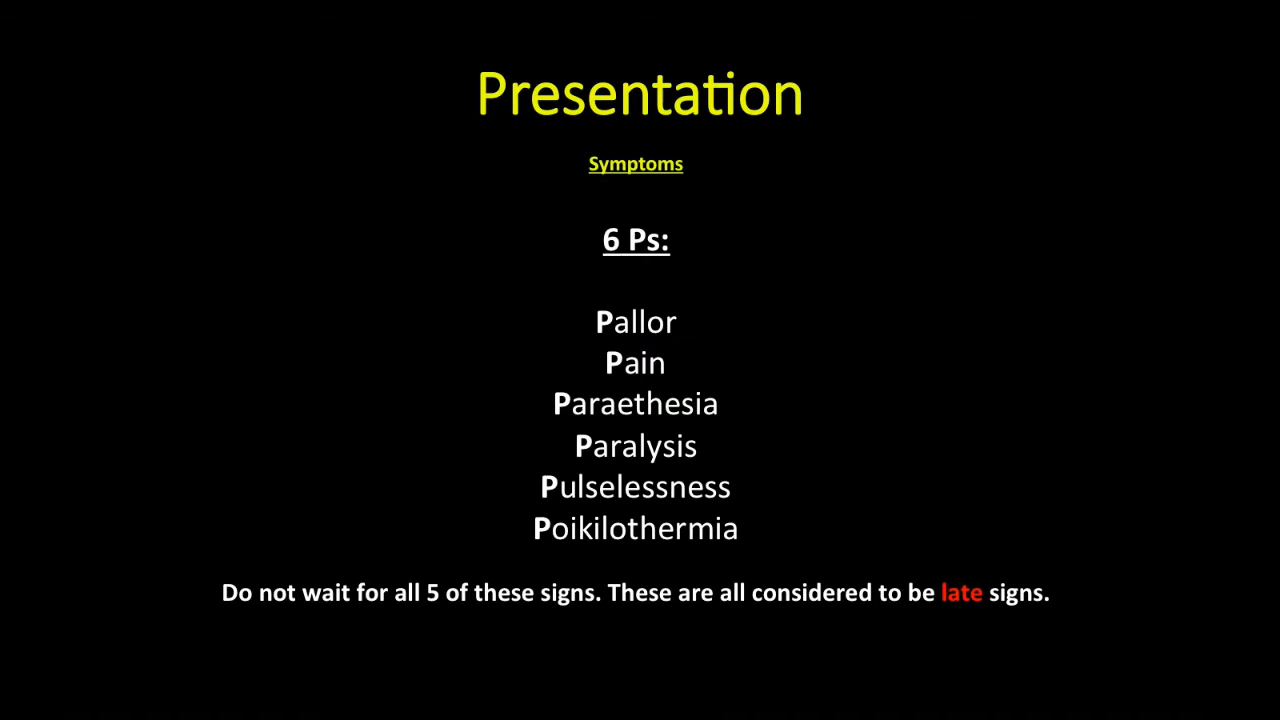 Presentation
Symptoms
6 Ps:
Pallor
Pain
Paraethesia
Paralysis
Pulselessness
Poikilothermia
Do not wait for all 5 of these signs. These are all considered to be late signs.